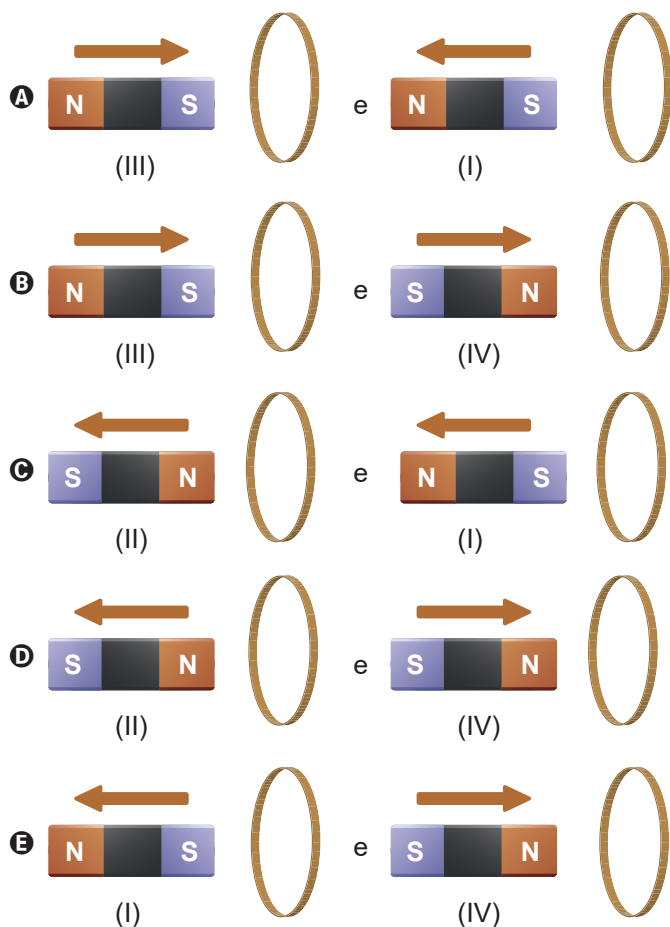 A N S e N S
(III) (I)
B N S e S N
(III) (IV)
C S N e N S
(II) (I)
D S N e S N
(II) (IV)
E N S e S N
(I) (IV)